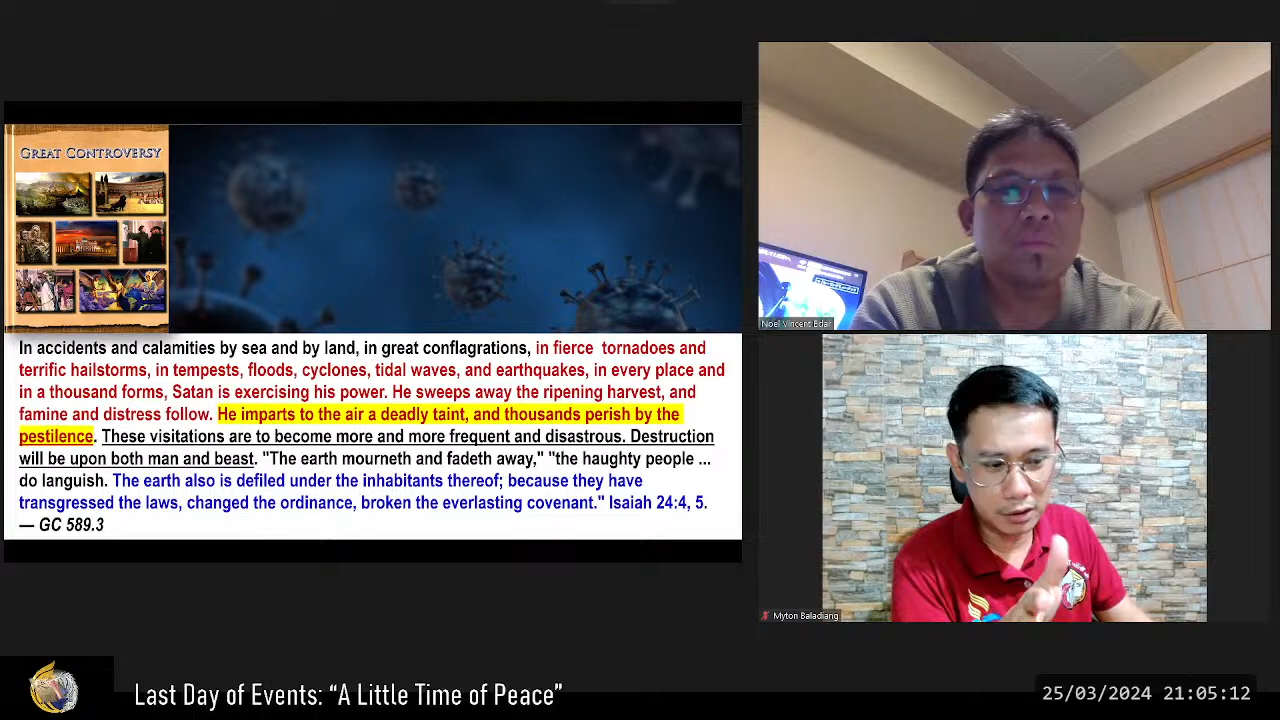 GREAT CONTROVERSY
In accidents and calamities by sea and by land, in great conflagrations, in fierce tornadoes and
terrific hailstorms, in tempests, floods, cyclones, tidal waves, and earthquakes, in every place and
in a thousand forms, Satan is exercising his power. He sweeps away the ripening harvest, and
famine and distress follow. He imparts to the air a deadly taint, and thousands perish by the
pestilence. These visitations are to become more and more frequent and disastrous. Destruction
will be upon both man and beast. "The earth mourneth and fadeth away," "the haughty people ...
do languish. The earth also is defiled under the inhabitants thereof; because they have
transgressed the laws, changed the ordinance, broken the everlasting covenant." Isaiah 24:4, 5.
— GC 589.3
Noel Vincent Edar
Myton Baladiang
Last Day of Events: “A Little Time of Peace”
25/03/2024 21:05:12